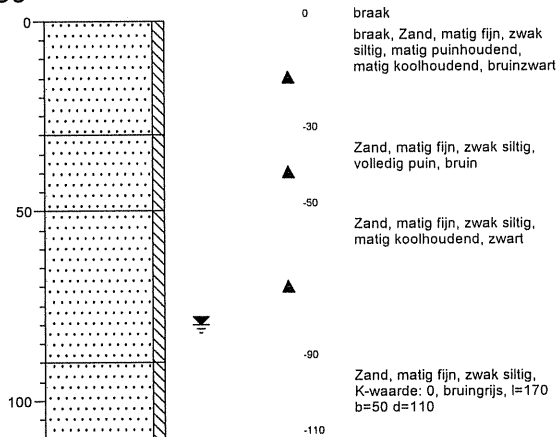 0
0 braak
braak, Zand, matig fijn, zwak
siltig, matig puinhoudend,
matig koolhoudend, bruinzwart
-30
Zand, matig fijn, zwak siltig,
volledig puin, bruin
50
-50
Zand, matig fijn, zwak siltig,
matig koolhoudend, zwart
-90
Zand, matig fijn, zwak siltig,
K-waarde: 0, bruingrijs, l=170
b=50 d=110
100
-110